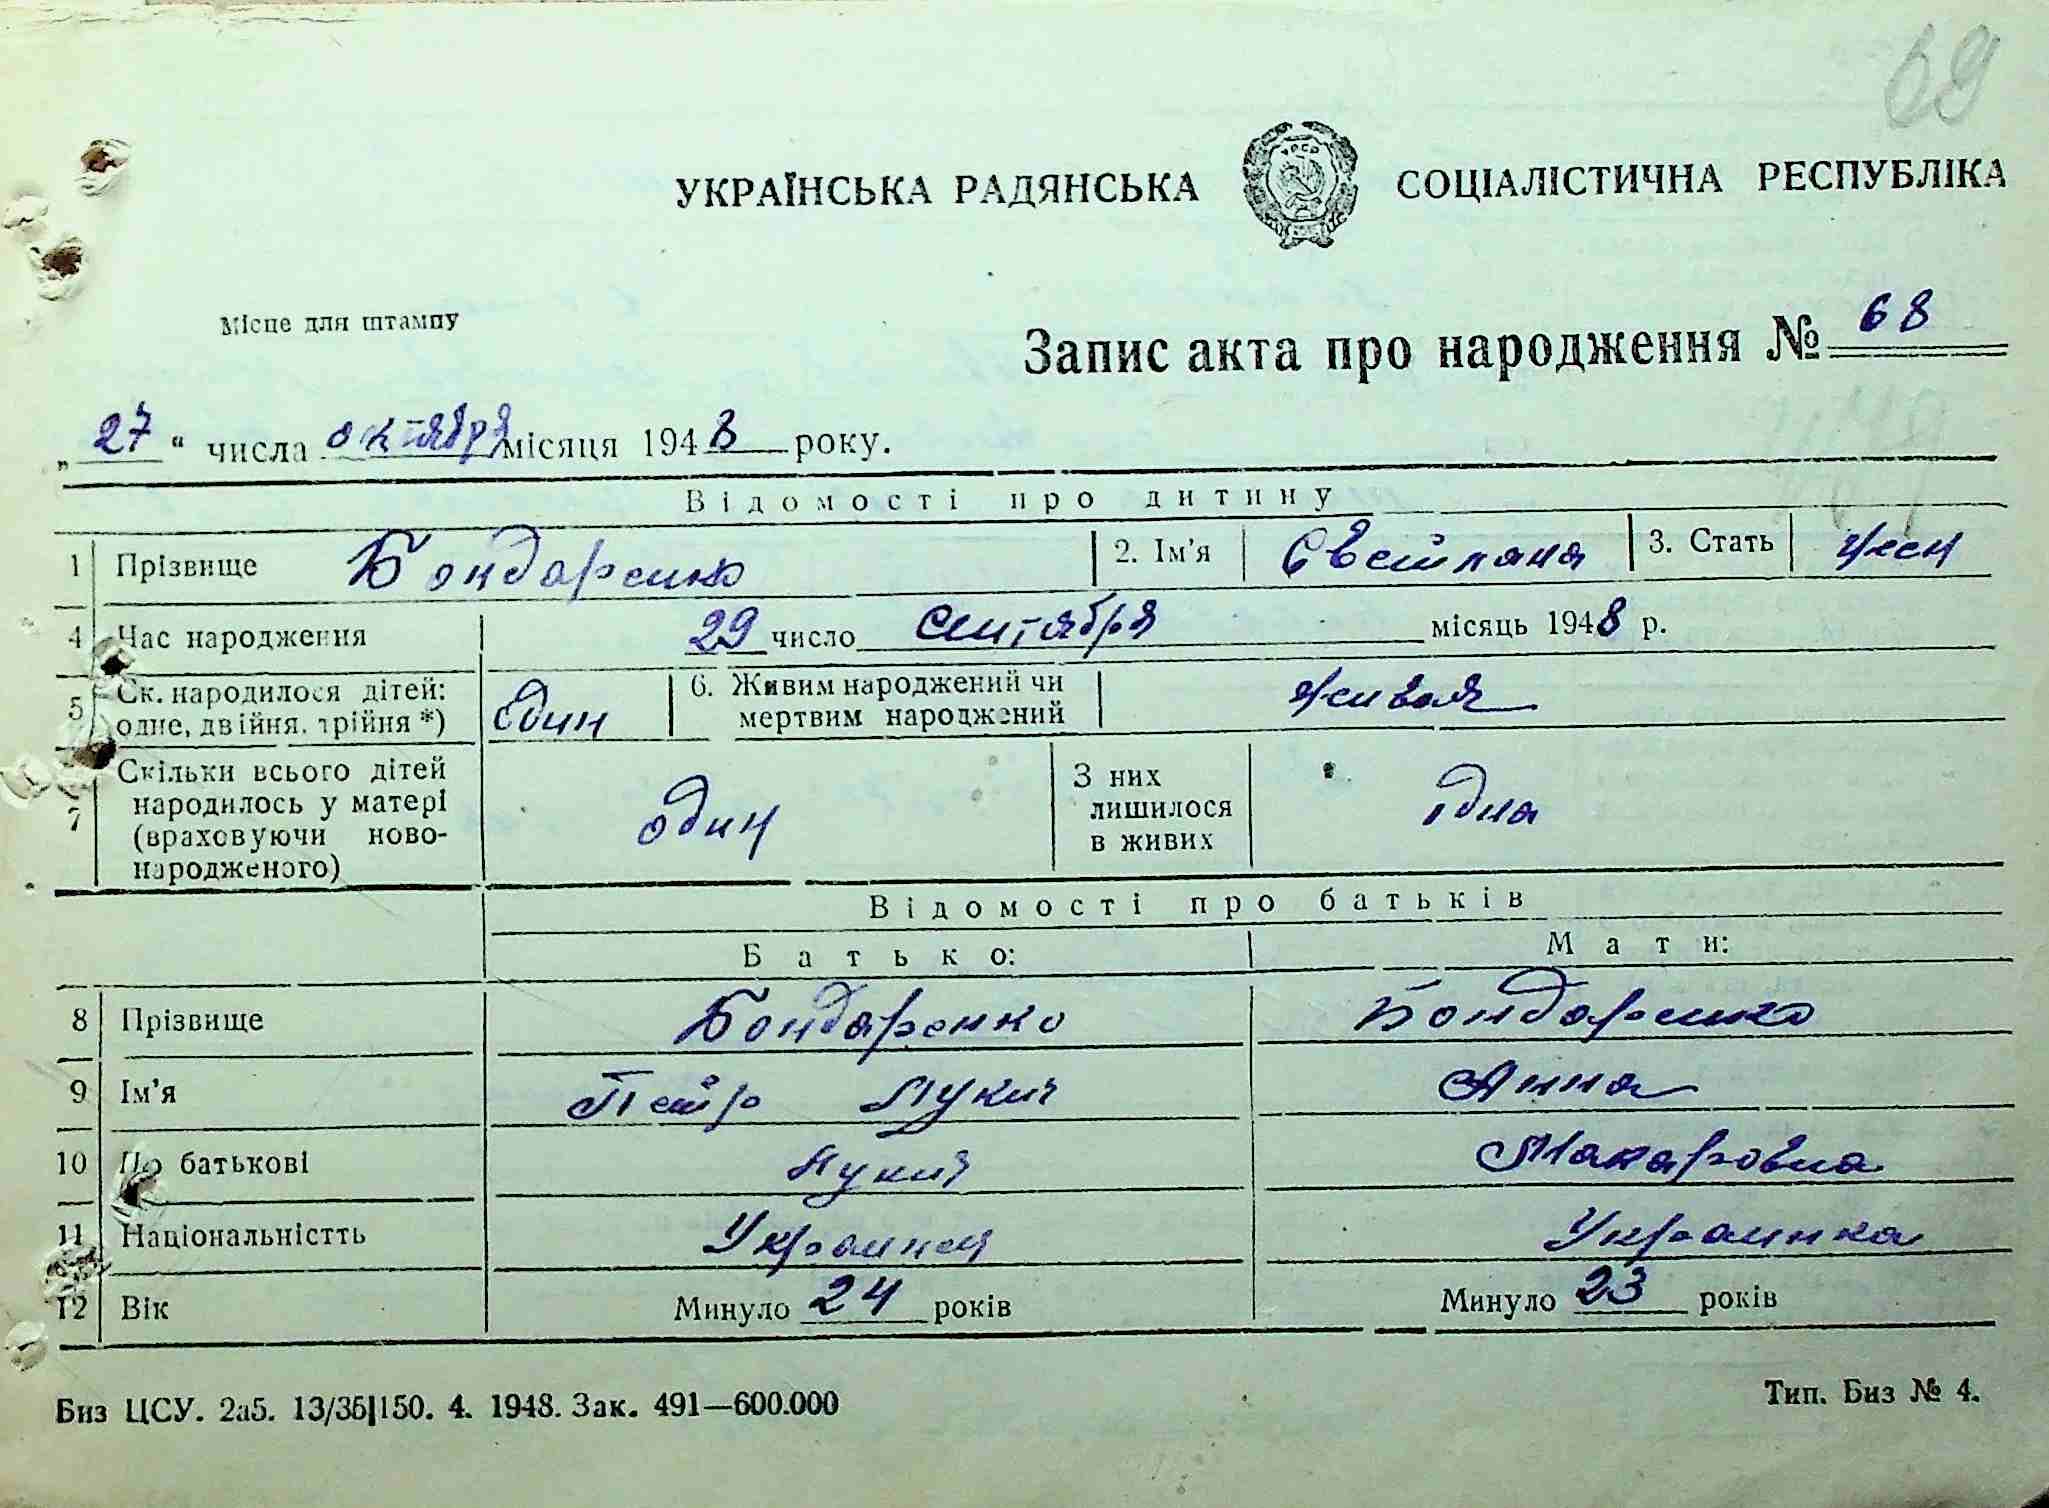 69
УКРАЇНСЬКА РАДЯНСЬКА СОЦІАЛІСТИЧНА РЕСПУБЛІКА
УРСР
Місце для штампу
Запис акта про народження № 68
„27“ числа октября місяця 1948 року.
Відомості про дитину
1 Прізвище Бондаренко 2. Ім'я Светлана 3. Стать жен
4 Час народження 29 число сентября місяць 1948 р.
5 Ск. народилося дітей: одне, двійня, трійня *) Один 6. Живим народжений чи мертвим народжений живая
7 Скільки всього дітей народилось у матері (враховуючи ново-народженого) один З них лишилося в живих одна
Відомості про батьків
Батько: Мати:
8 Прізвище Бондаренко Бондаренко
9 Ім'я Петр Лукич Анна
10 По батькові Лукич Макаровна
11 Національністть Украинец Украинка
12 Вік Минуло 24 років Минуло 23 років
Биз ЦСУ. 2а5. 13/3б|150. 4. 1948. Зак. 491—600.000 Тип. Биз № 4.